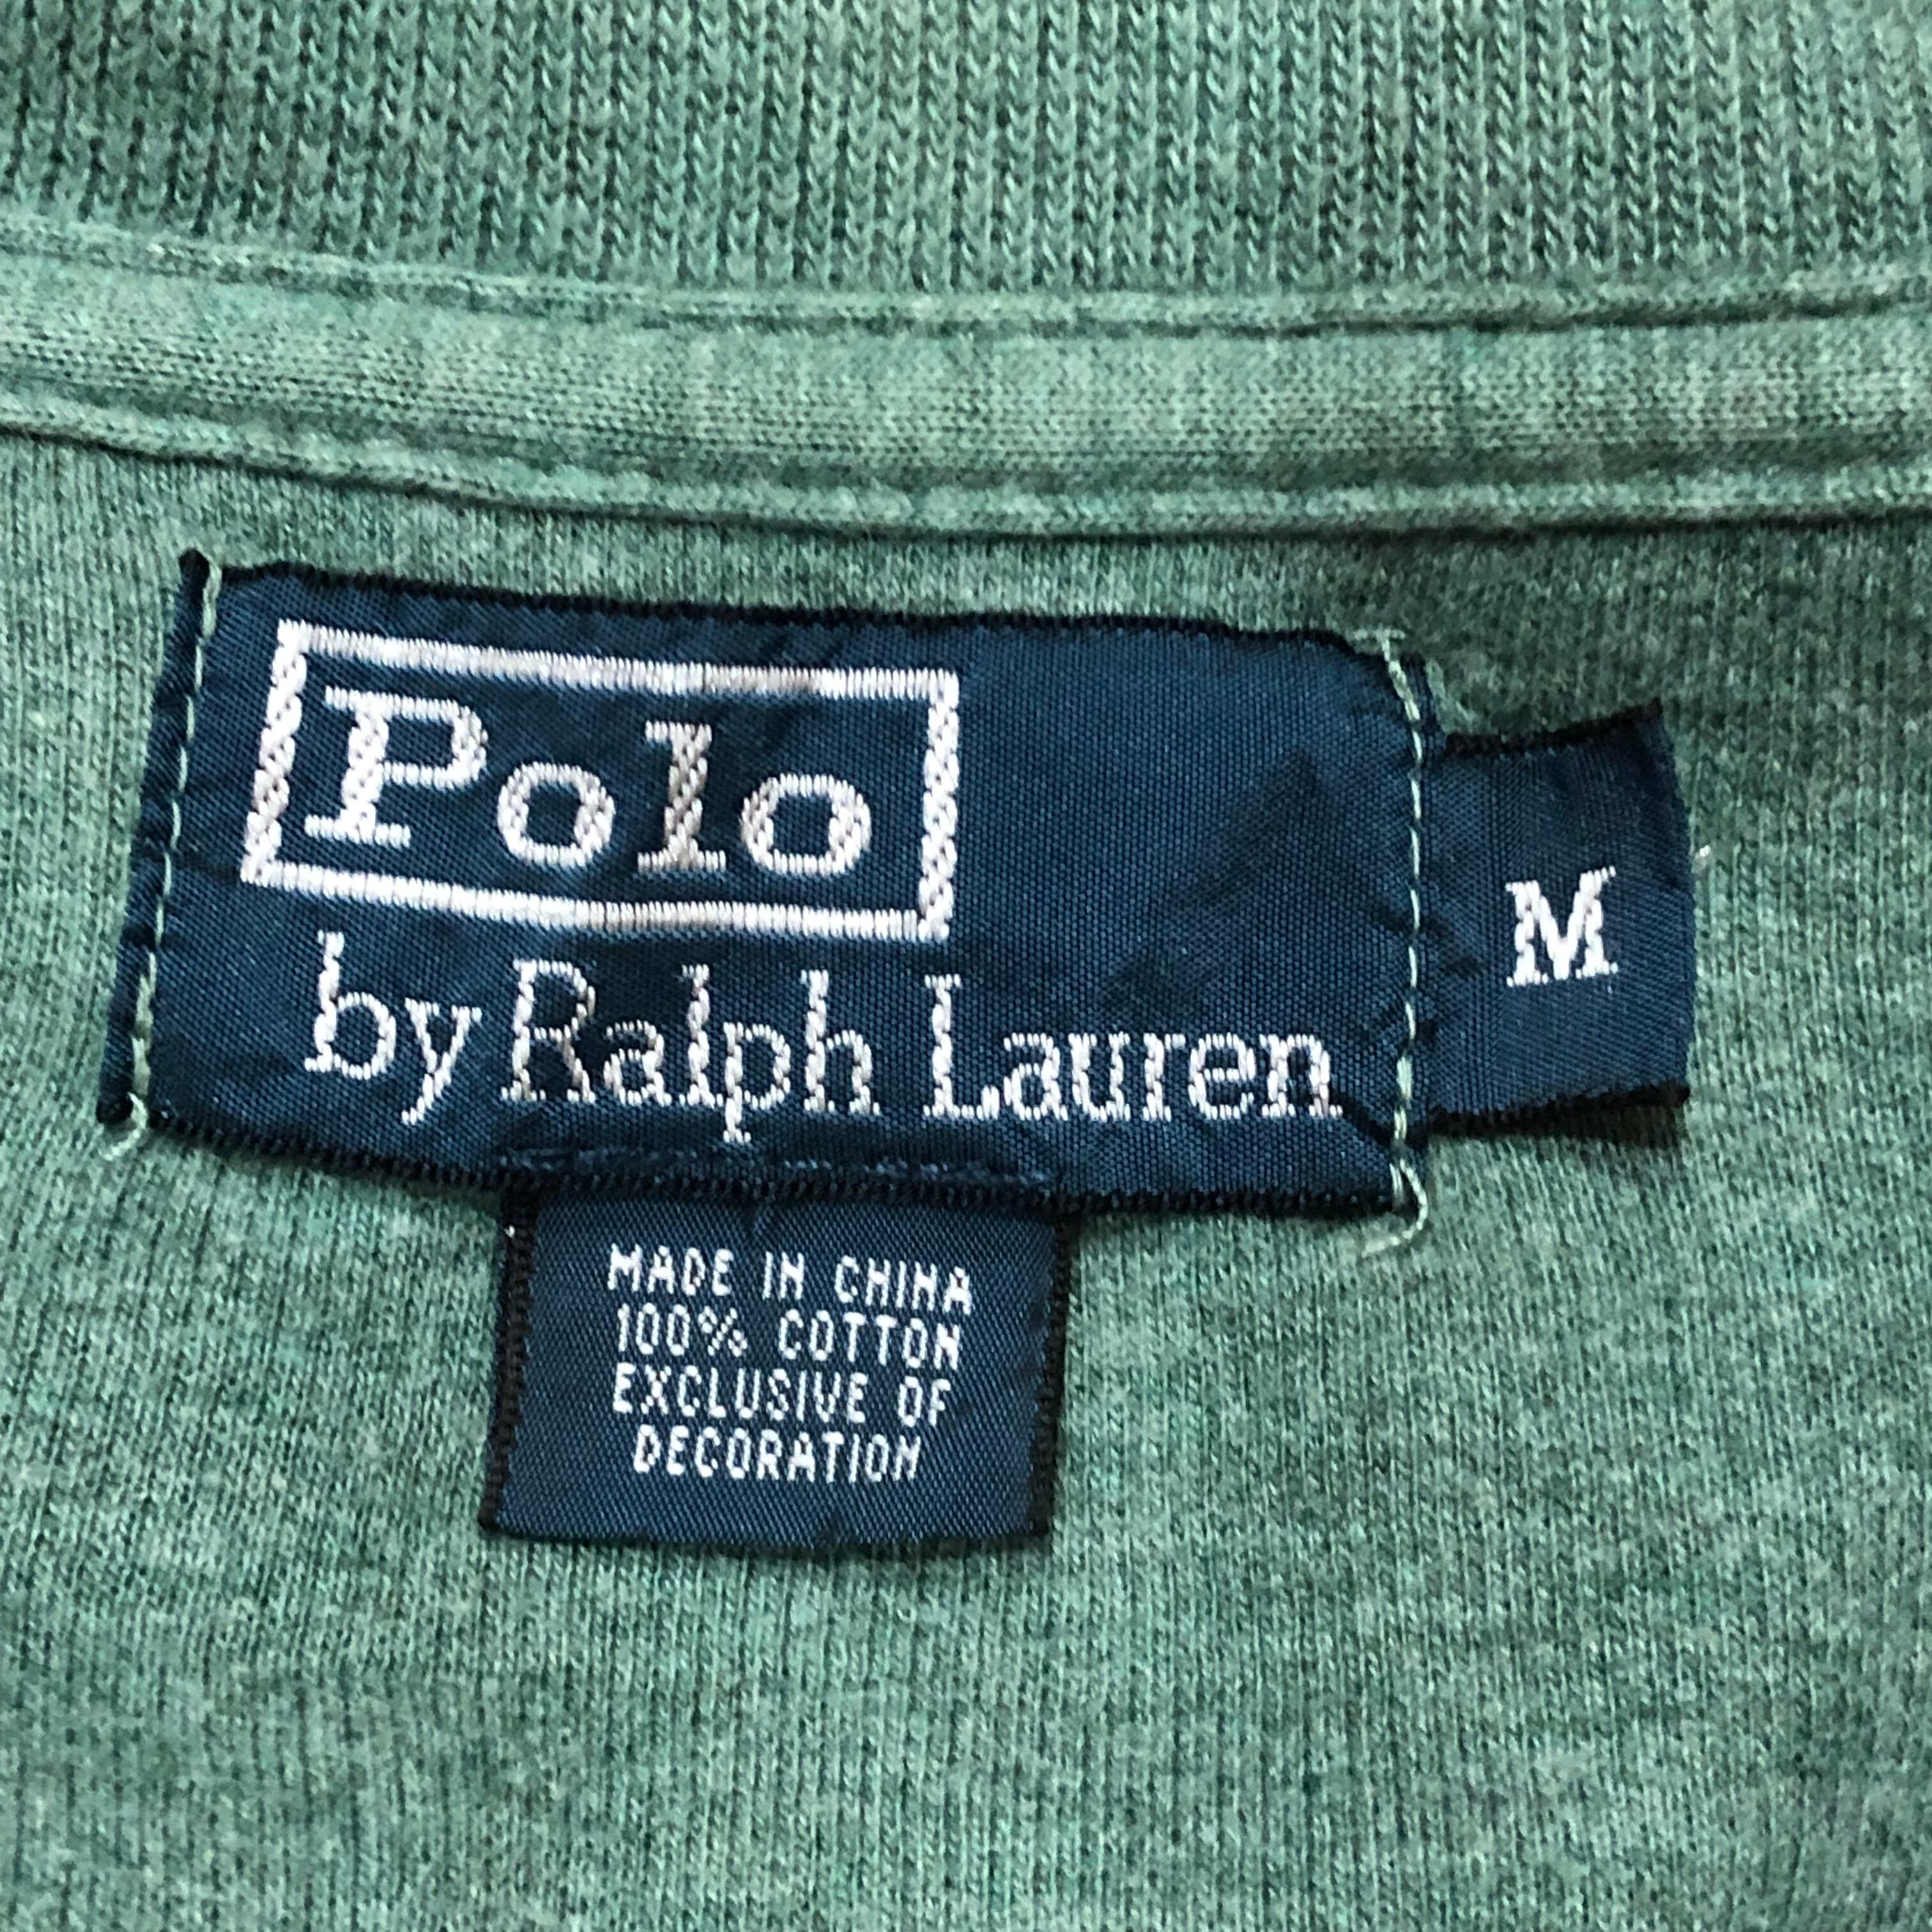 Polo
by Ralph Lauren
M
MADE IN CHINA
100% COTTON
EXCLUSIVE OF
DECORATION